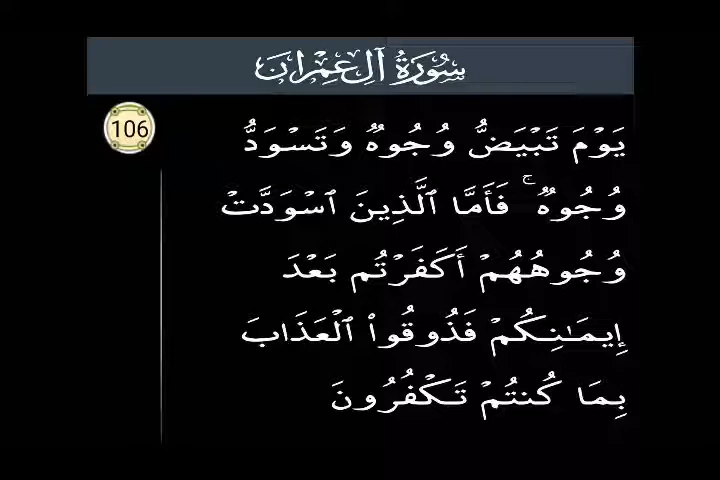 سُورَةُ آلِ عِمْرَانَ
106
يَوْمَ تَبْيَضُّ وُجُوهٌ وَتَسْوَدُّ
وُجُوهٌ ۚ فَأَمَّا ٱلَّذِينَ ٱسْوَدَّتْ
وُجُوهُهُمْ أَكَفَرْتُم بَعْدَ
إِيمَـٰنِكُمْ فَذُوقُوا۟ ٱلْعَذَابَ
بِمَا كُنتُمْ تَكْفُرُونَ